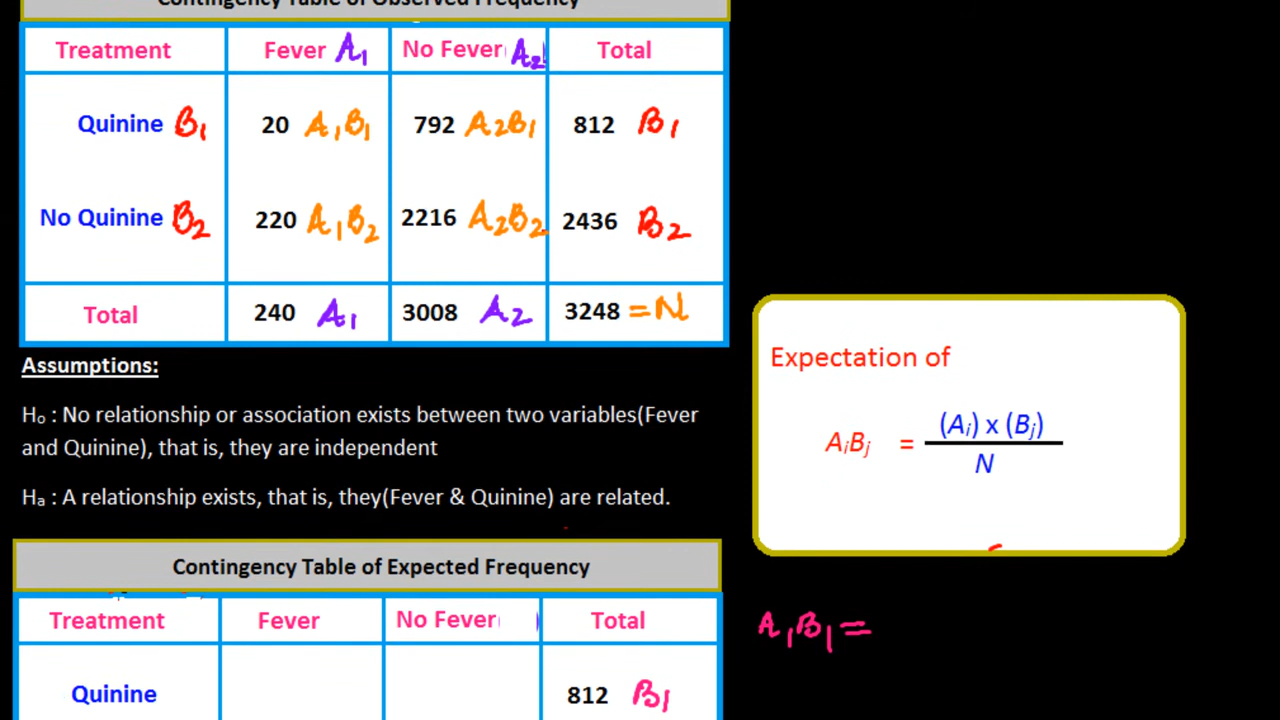 Contingency Table of Observed Frequency
Treatment Fever A1 No Fever A2 Total
Quinine B1 20 A1B1 792 A2B1 812 B1
No Quinine B2 220 A1B2 2216 A2B2 2436 B2
Total 240 A1 3008 A2 3248 = N
Assumptions:
H₀ : No relationship or association exists between two variables(Fever
and Quinine), that is, they are independent
Hₐ : A relationship exists, that is, they(Fever & Quinine) are related.
Expectation of
AᵢBⱼ = (Aᵢ) x (Bⱼ)
N
Contingency Table of Expected Frequency
Treatment Fever No Fever Total
Quinine 812 B1
A1B1 =